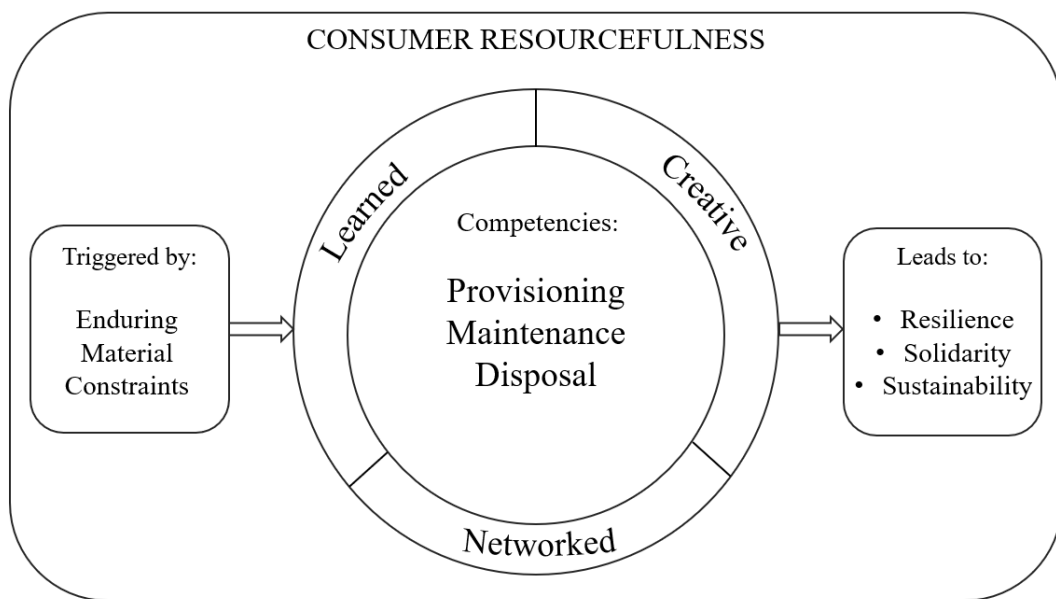 CONSUMER RESOURCEFULNESS
Triggered by:
Enduring
Material
Constraints
Learned
Creative
Networked
Competencies:
Provisioning
Maintenance
Disposal
Leads to:
• Resilience
• Solidarity
• Sustainability